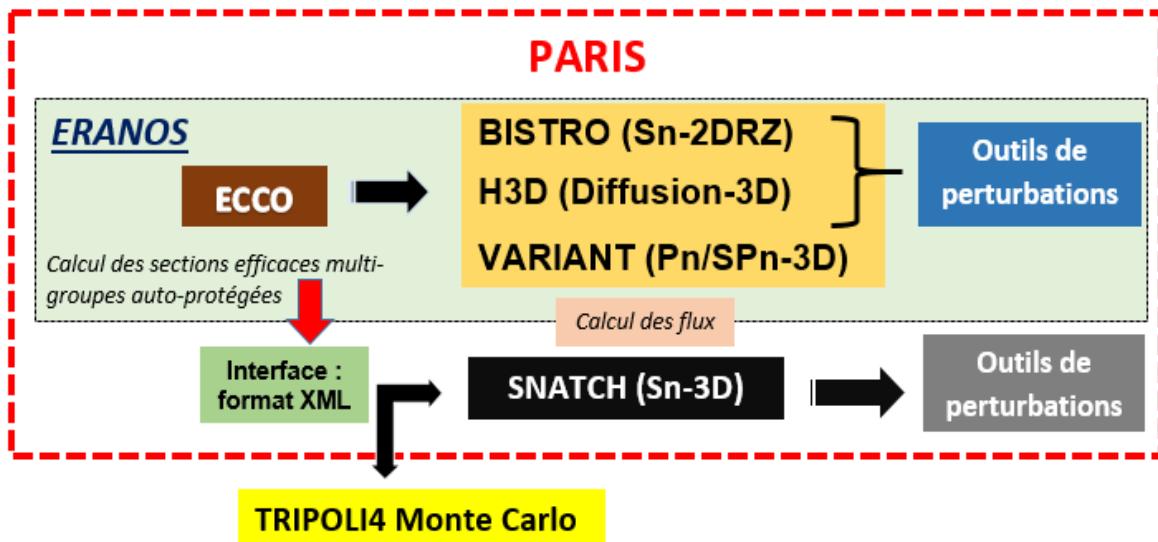 PARIS
ERANOS
ECCO
BISTRO (Sn-2DRZ)
H3D (Diffusion-3D)
VARIANT (Pn/SPn-3D)
Outils de
perturbations
Calcul des sections efficaces multi-
groupes auto-protégées
Calcul des flux
Interface :
format XML
SNATCH (Sn-3D)
Outils de
perturbations
TRIPOLI4 Monte Carlo